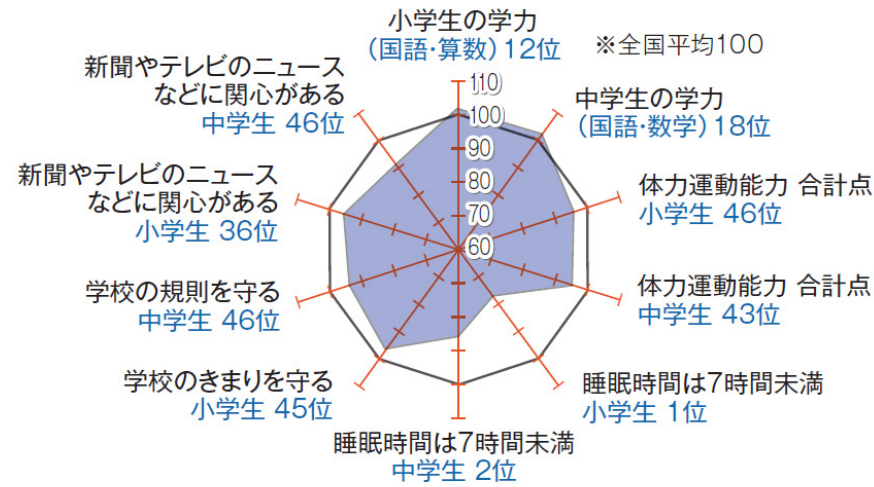 小学生の学力
（国語・算数）12位
※全国平均100
中学生の学力
（国語・数学）18位
体力運動能力 合計点
小学生 46位
体力運動能力 合計点
中学生 43位
睡眠時間は7時間未満
小学生 1位
睡眠時間は7時間未満
中学生 2位
学校のきまりを守る
小学生 45位
学校の規則を守る
中学生 46位
新聞やテレビのニュース
などに関心がある
小学生 36位
新聞やテレビのニュース
などに関心がある
中学生 46位
110
100
90
80
70
60